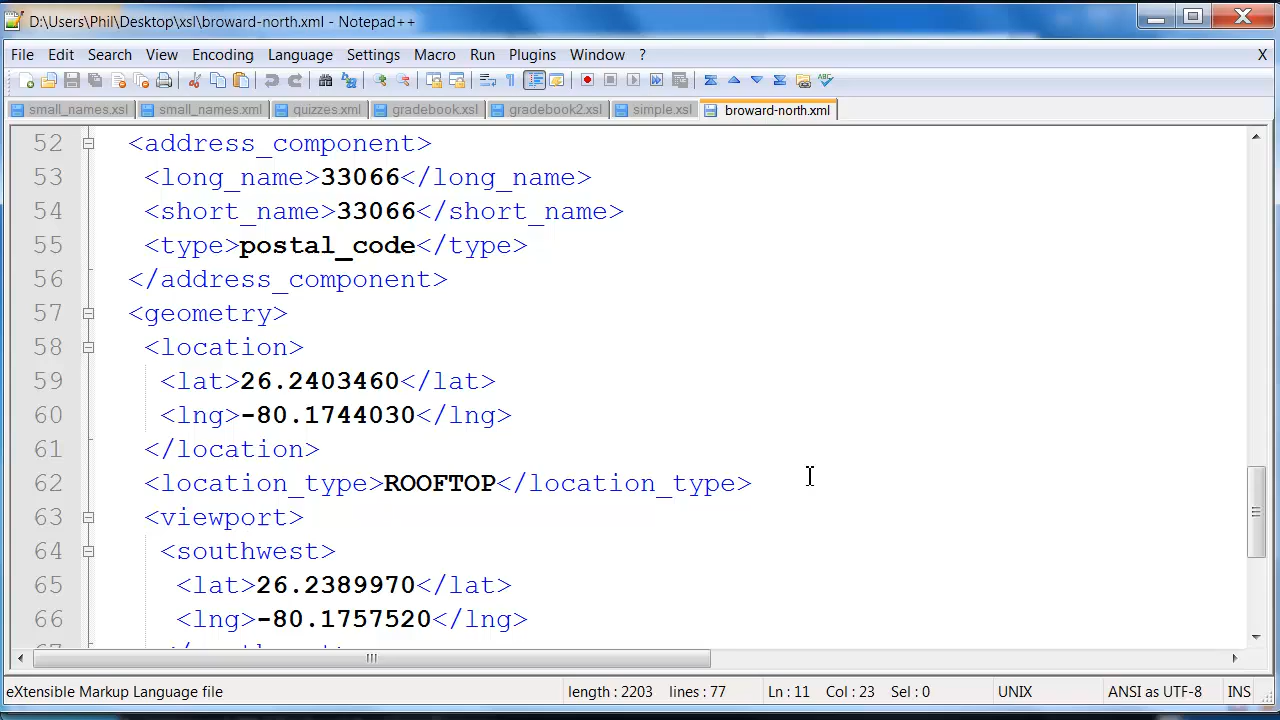 D:\Users\Phil\Desktop\xsl\broward-north.xml - Notepad++
File Edit Search View Encoding Language Settings Macro Run Plugins Window ? X
small_names.xsl small_names.xml quizzes.xml gradebook.xsl gradebook2.xsl simple.xsl broward-north.xml
52 <address_component>
53 <long_name>33066</long_name>
54 <short_name>33066</short_name>
55 <type>postal_code</type>
56 </address_component>
57 <geometry>
58 <location>
59 <lat>26.2403460</lat>
60 <lng>-80.1744030</lng>
61 </location>
62 <location_type>ROOFTOP</location_type>
63 <viewport>
64 <southwest>
65 <lat>26.2389970</lat>
66 <lng>-80.1757520</lng>
eXtensible Markup Language file length : 2203 lines : 77 Ln : 11 Col : 23 Sel : 0 UNIX ANSI as UTF-8 INS